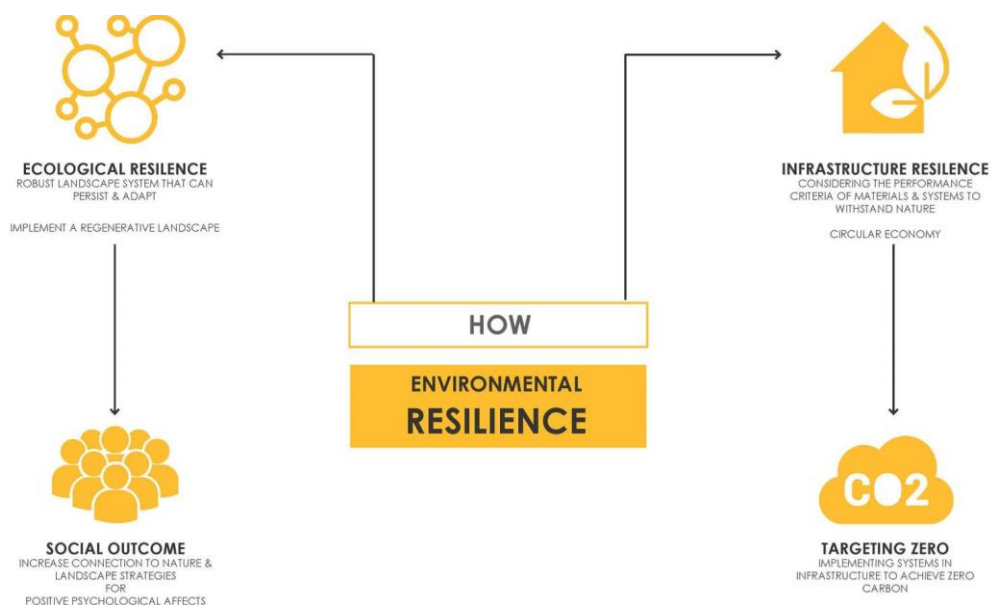 ECOLOGICAL RESILENCE
ROBUST LANDSCAPE SYSTEM THAT CAN
PERSIST & ADAPT
IMPLEMENT A REGENERATIVE LANDSCAPE
INFRASTRUCTURE RESILENCE
CONSIDERING THE PERFORMANCE
CRITERIA OF MATERIALS & SYSTEMS TO
WITHSTAND NATURE
CIRCULAR ECONOMY
HOW
ENVIRONMENTAL
RESILIENCE
SOCIAL OUTCOME
INCREASE CONNECTION TO NATURE &
LANDSCAPE STRATEGIES
FOR
POSITIVE PSYCHOLOGICAL AFFECTS
CO2
TARGETING ZERO
IMPLEMENTING SYSTEMS IN
INFRASTRUCTURE TO ACHIEVE ZERO
CARBON